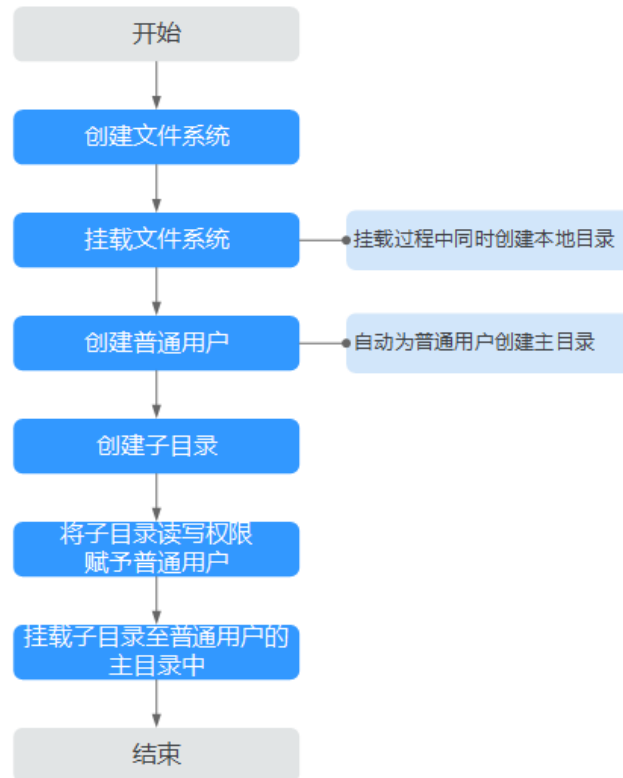 开始
创建文件系统
挂载文件系统
挂载过程中同时创建本地目录
创建普通用户
自动为普通用户创建主目录
创建子目录
将子目录读写权限
赋予普通用户
挂载子目录至普通用户的
主目录中
结束